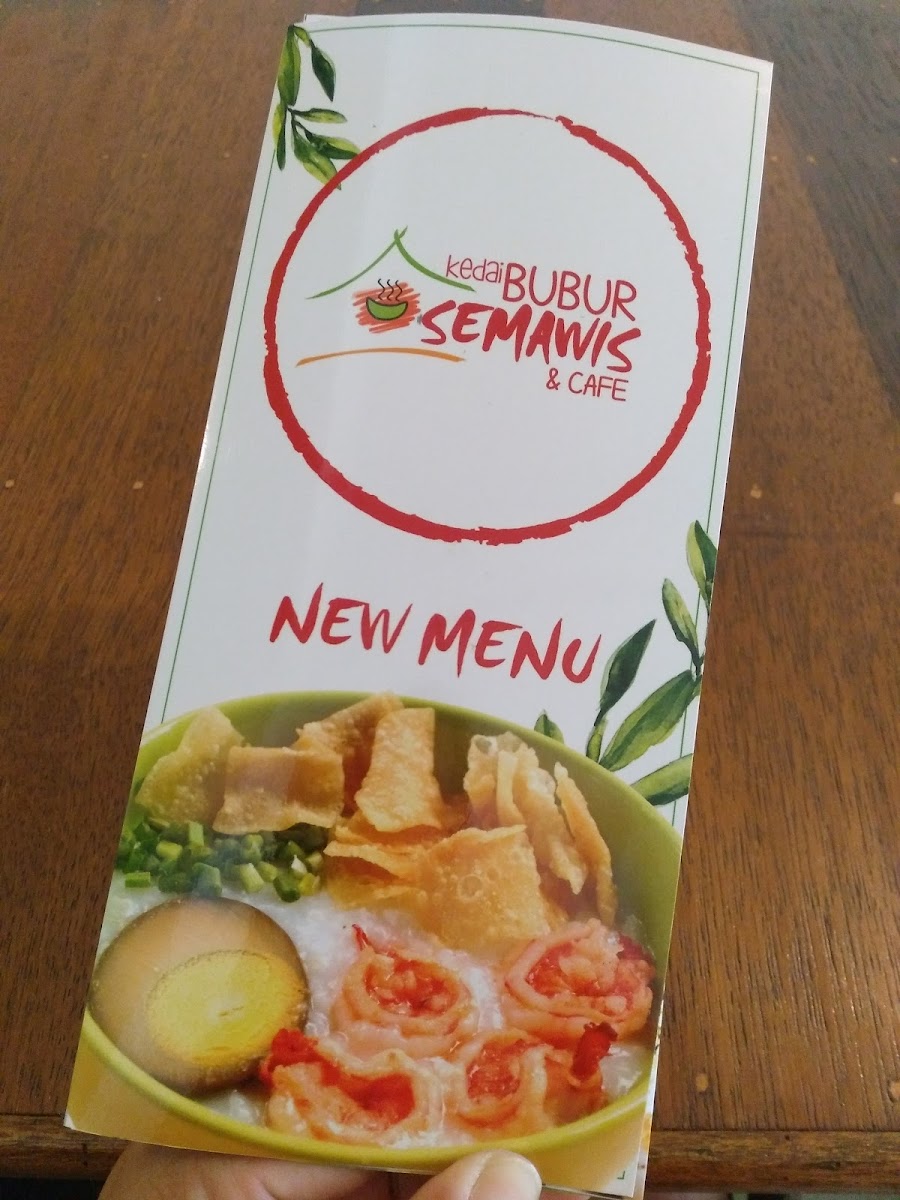 kedai BUBUR
SEMAWIS
& CAFE
NEW MENU